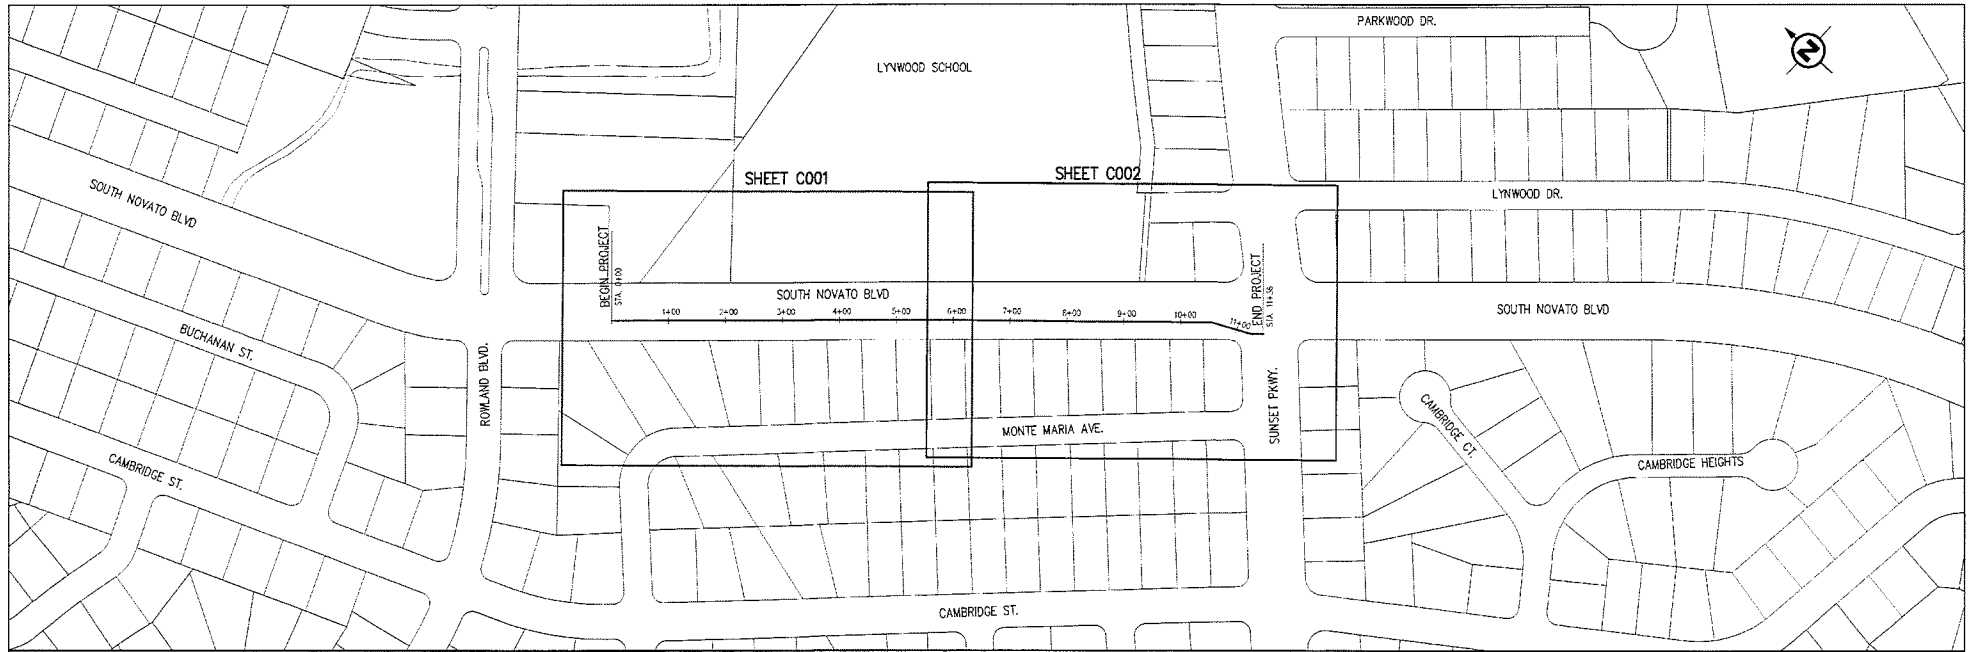 PARKWOOD DR.
N
LYNWOOD SCHOOL
SHEET C001
SHEET C002
SOUTH NOVATO BLVD
LYNWOOD DR.
BEGIN PROJECT
STA. 0+00
SOUTH NOVATO BLVD
END PROJECT
STA. 11+36
SOUTH NOVATO BLVD
1+00
2+00
3+00
4+00
5+00
6+00
7+00
8+00
9+00
10+00
11+00
BUCHANAN ST.
ROWLAND BLVD.
SUNSET PKWY.
CAMBRIDGE CT.
MONTE MARIA AVE.
CAMBRIDGE ST.
CAMBRIDGE HEIGHTS
CAMBRIDGE ST.